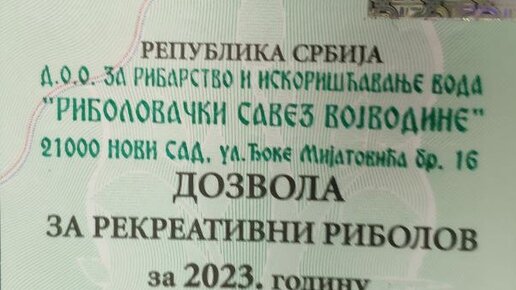 РЕПУБЛИКА СРБИЈА
Д.О.О. ЗА РИБАРСТВО И ИСКОРИШЋАВАЊЕ ВОДА
"РИБОЛОВАЧКИ САВЕЗ ВОЈВОДИНЕ"
21000 НОВИ САД, ул. Ђоке Мијатовића бр. 16
ДОЗВОЛА
ЗА РЕКРЕАТИВНИ РИБОЛОВ
за 2023. годину